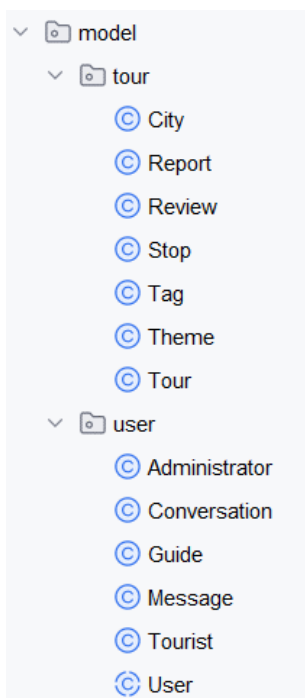 model
tour
C City
C Report
C Review
C Stop
C Tag
C Theme
C Tour
user
C Administrator
C Conversation
C Guide
C Message
C Tourist
C User